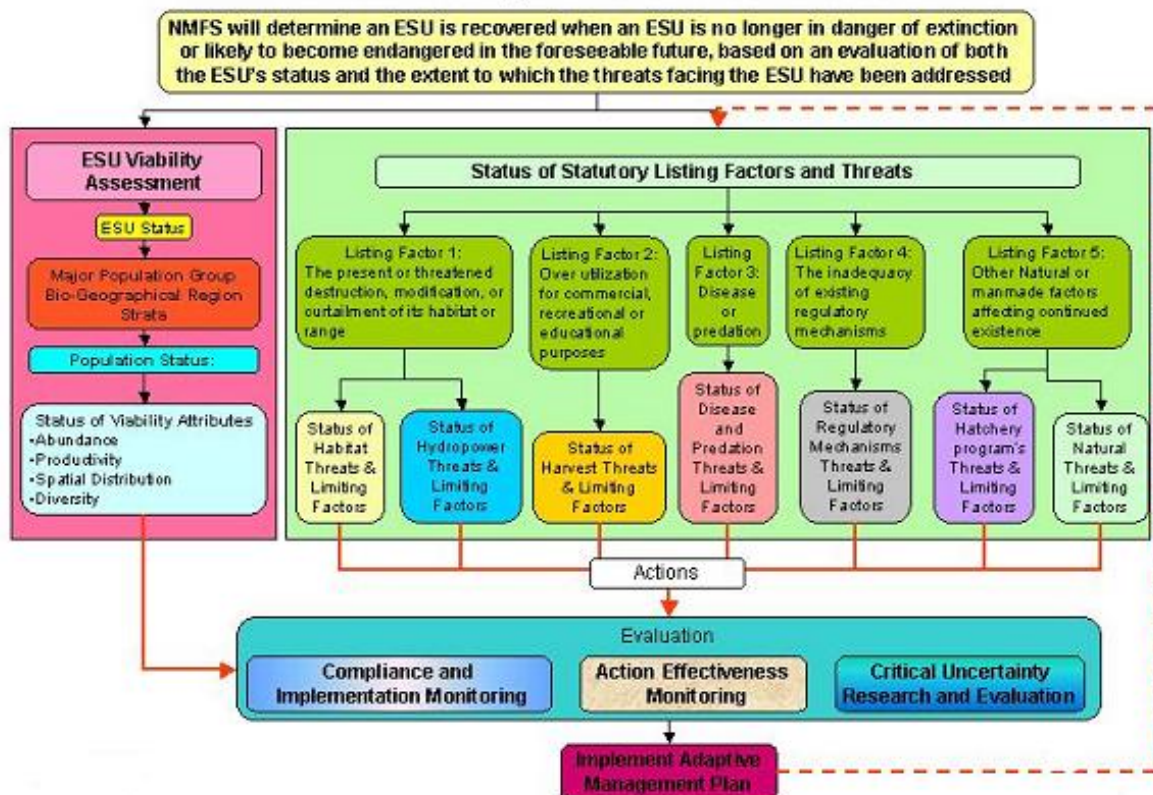 NMFS will determine an ESU is recovered when an ESU is no longer in danger of extinction
or likely to become endangered in the foreseeable future, based on an evaluation of both
the ESU's status and the extent to which the threats facing the ESU have been addressed
ESU Viability
Assessment
ESU Status
Major Population Group
Bio-Geographical Region
Strata
Population Status:
Status of Viability Attributes
•Abundance
•Productivity
•Spatial Distribution
•Diversity
Status of Statutory Listing Factors and Threats
Listing Factor 1:
The present or threatened
destruction, modification, or
curtailment of its habitat or
range
Listing Factor 2:
Over utilization
for commercial,
recreational or
educational
purposes
Listing
Factor 3:
Disease
or
predation
Listing Factor 4:
The inadequacy
of existing
regulatory
mechanisms
Listing Factor 5:
Other Natural or
manmade factors
affecting continued
existence
Status of
Habitat
Threats &
Limiting
Factors
Status of
Hydropower
Threats &
Limiting
Factors
Status of
Harvest Threats
& Limiting
Factors
Status of
Disease
and
Predation
Threats &
Limiting
Factors
Status of
Regulatory
Mechanisms
Threats &
Limiting
Factors
Status of
Hatchery
program's
Threats &
Limiting
Factors
Status of
Natural
Threats &
Limiting
Factors
Actions
Evaluation
Compliance and
Implementation Monitoring
Action Effectiveness
Monitoring
Critical Uncertainty
Research and Evaluation
Implement Adaptive
Management Plan